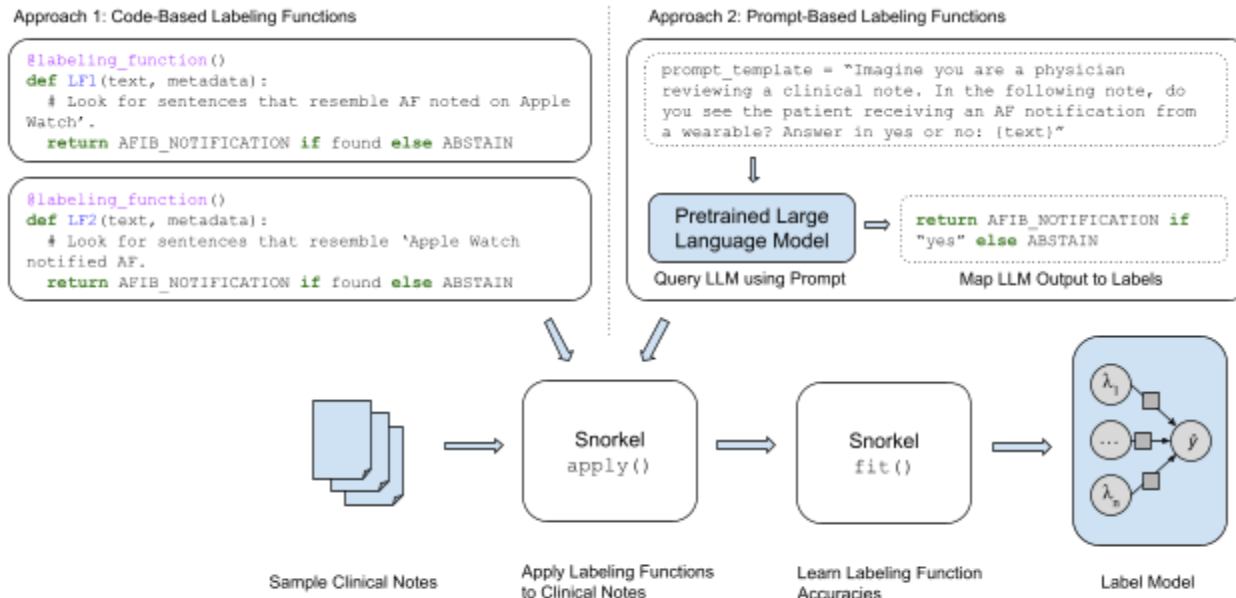 Approach 1: Code-Based Labeling Functions
@labeling_function()
def LF1(text, metadata):
# Look for sentences that resemble AF noted on Apple
Watch’.
return AFIB_NOTIFICATION if found else ABSTAIN
@labeling_function()
def LF2(text, metadata):
# Look for sentences that resemble ‘Apple Watch
notified AF.
return AFIB_NOTIFICATION if found else ABSTAIN
Approach 2: Prompt-Based Labeling Functions
prompt_template = “Imagine you are a physician
reviewing a clinical note. In the following note, do
you see the patient receiving an AF notification from
a wearable? Answer in yes or no: {text}”
Pretrained Large
Language Model
Query LLM using Prompt
return AFIB_NOTIFICATION if
"yes" else ABSTAIN
Map LLM Output to Labels
Sample Clinical Notes
Snorkel
apply()
Apply Labeling Functions
to Clinical Notes
Snorkel
fit()
Learn Labeling Function
Accuracies
λ1
...
λn
ŷ
Label Model